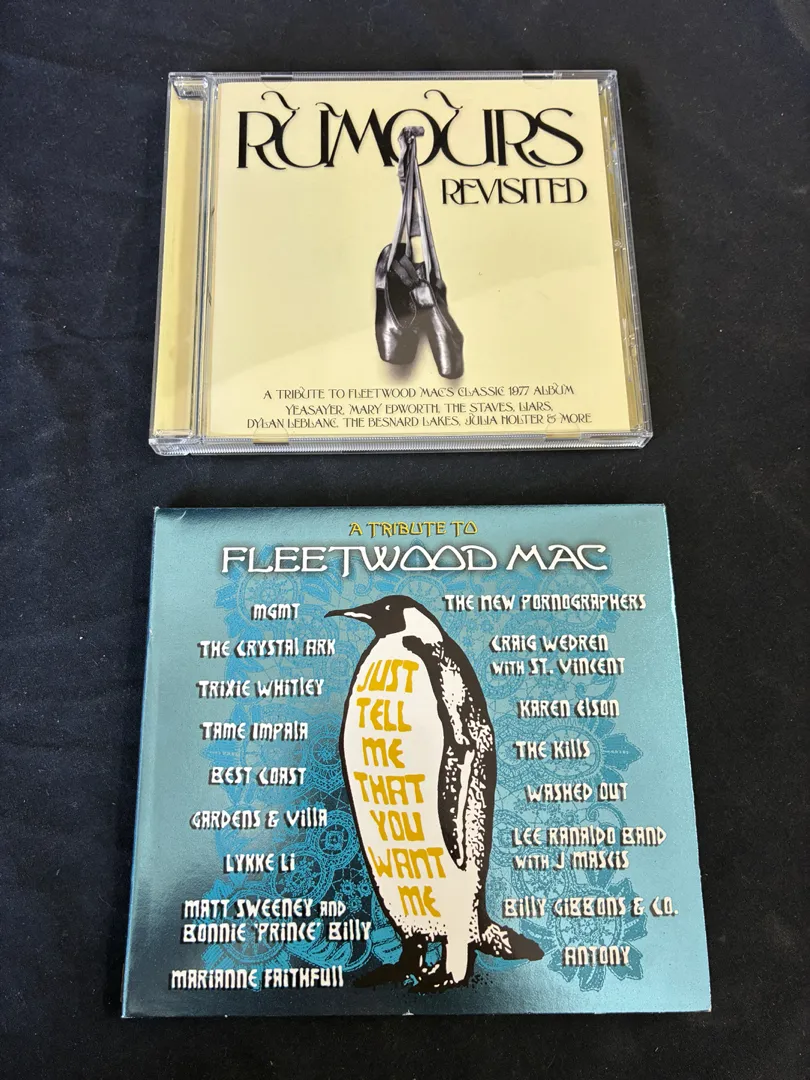 RUMOURS
REVISITED
A TRIBUTE TO FLEETWOOD MAC'S CLASSIC 1977 ALBUM
YEASAYER, MARY EPWORTH, THE STAVES, LIARS,
DYLAN LEBLANC, THE BESNARD LAKES, JULIA HOLTER & MORE
A TRIBUTE TO
FLEETWOOD MAC
MGMT
THE CRYSTAL ARK
TRIXIE WHITLEY
TAME IMPALA
BEST COAST
GARDENS & VILLA
LYKKE LI
MATT SWEENEY AND
BONNIE "PRINCE" BILLY
MARIANNE FAITHFULL
JUST
TELL
ME
THAT
YOU
WANT
ME
THE NEW PORNOGRAPHERS
CRAIG WEDREN
WITH ST. VINCENT
KAREN ELSON
THE KILLS
WASHED OUT
LEE RANALDO BAND
WITH J MASCIS
BILLY GIBBONS & CO.
ANTONY